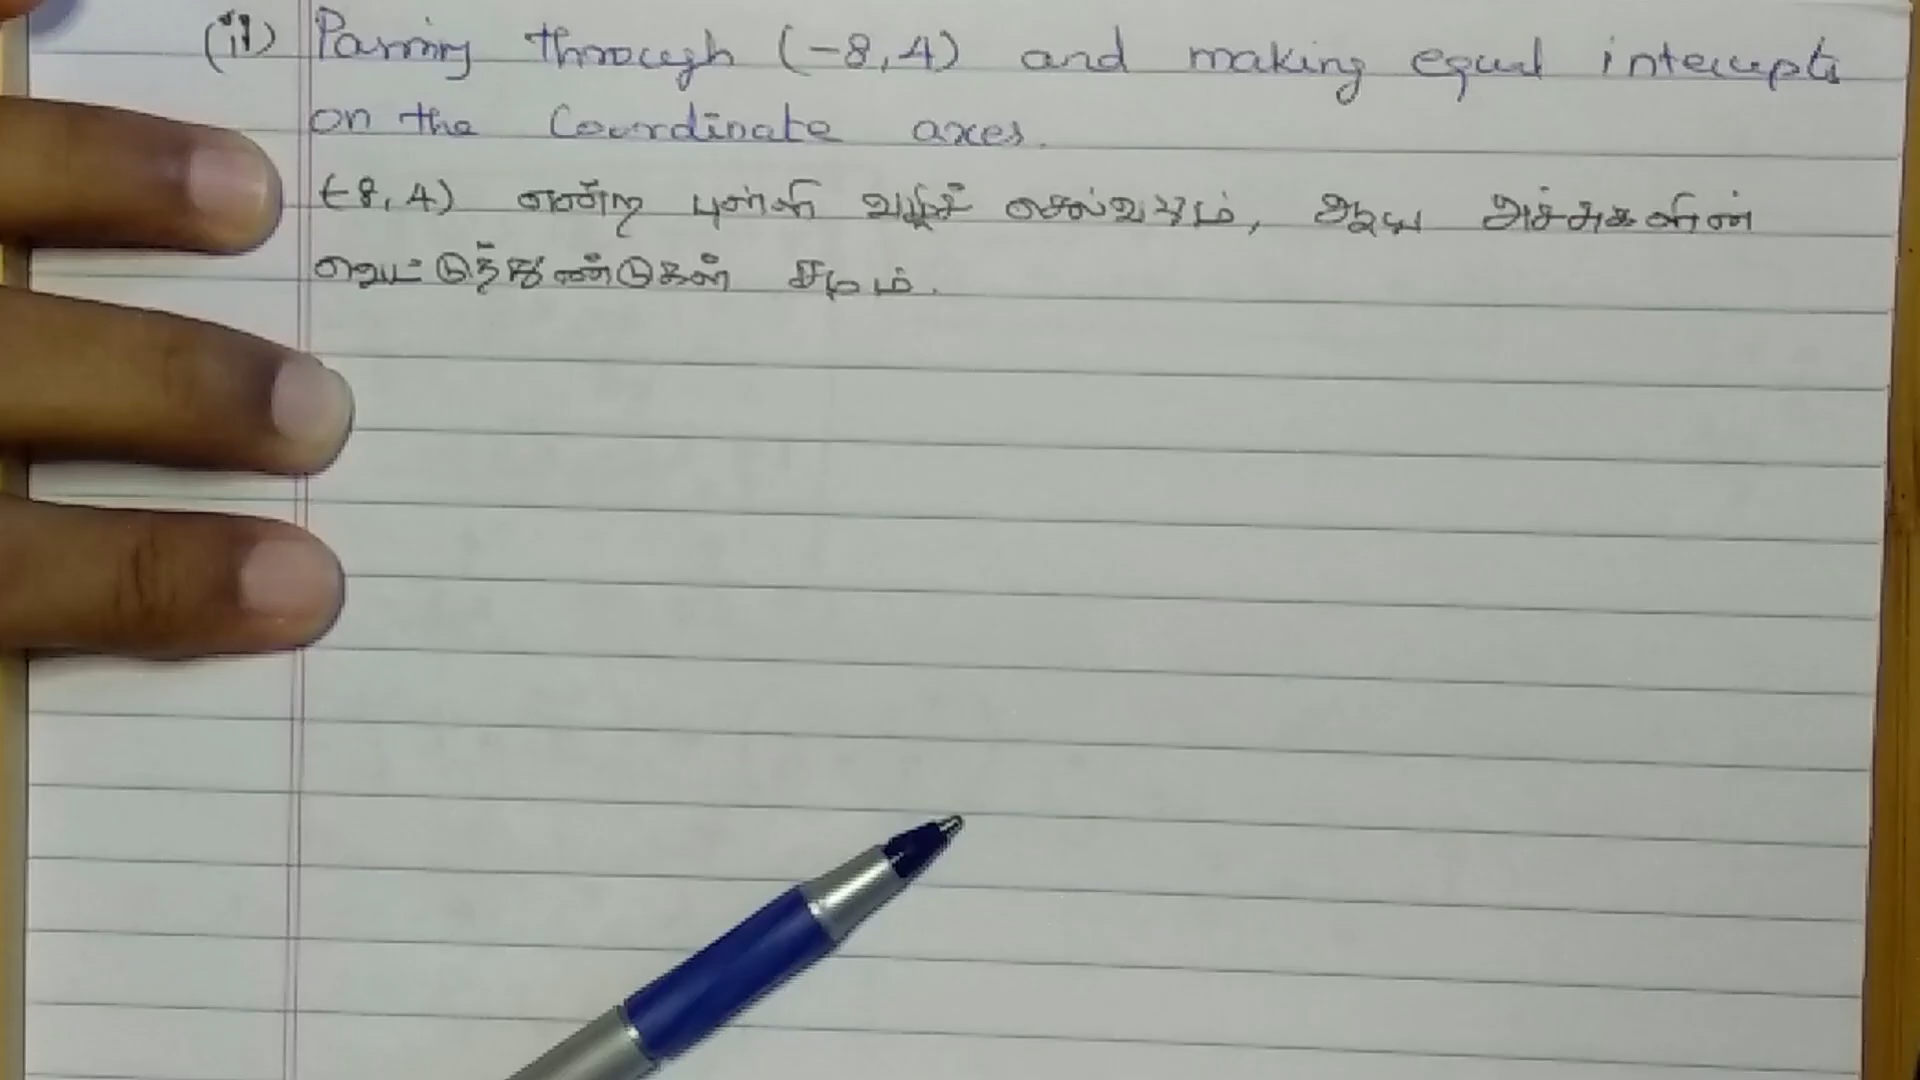 (ii) Passing through (-8,4) and making equal intercepts
on the Coordinate axes.
(-8,4) என்ற புள்ளி வழிச் செல்வதும், ஆய அச்சுகளின்
வெட்டுத்துண்டுகள் சமம்.